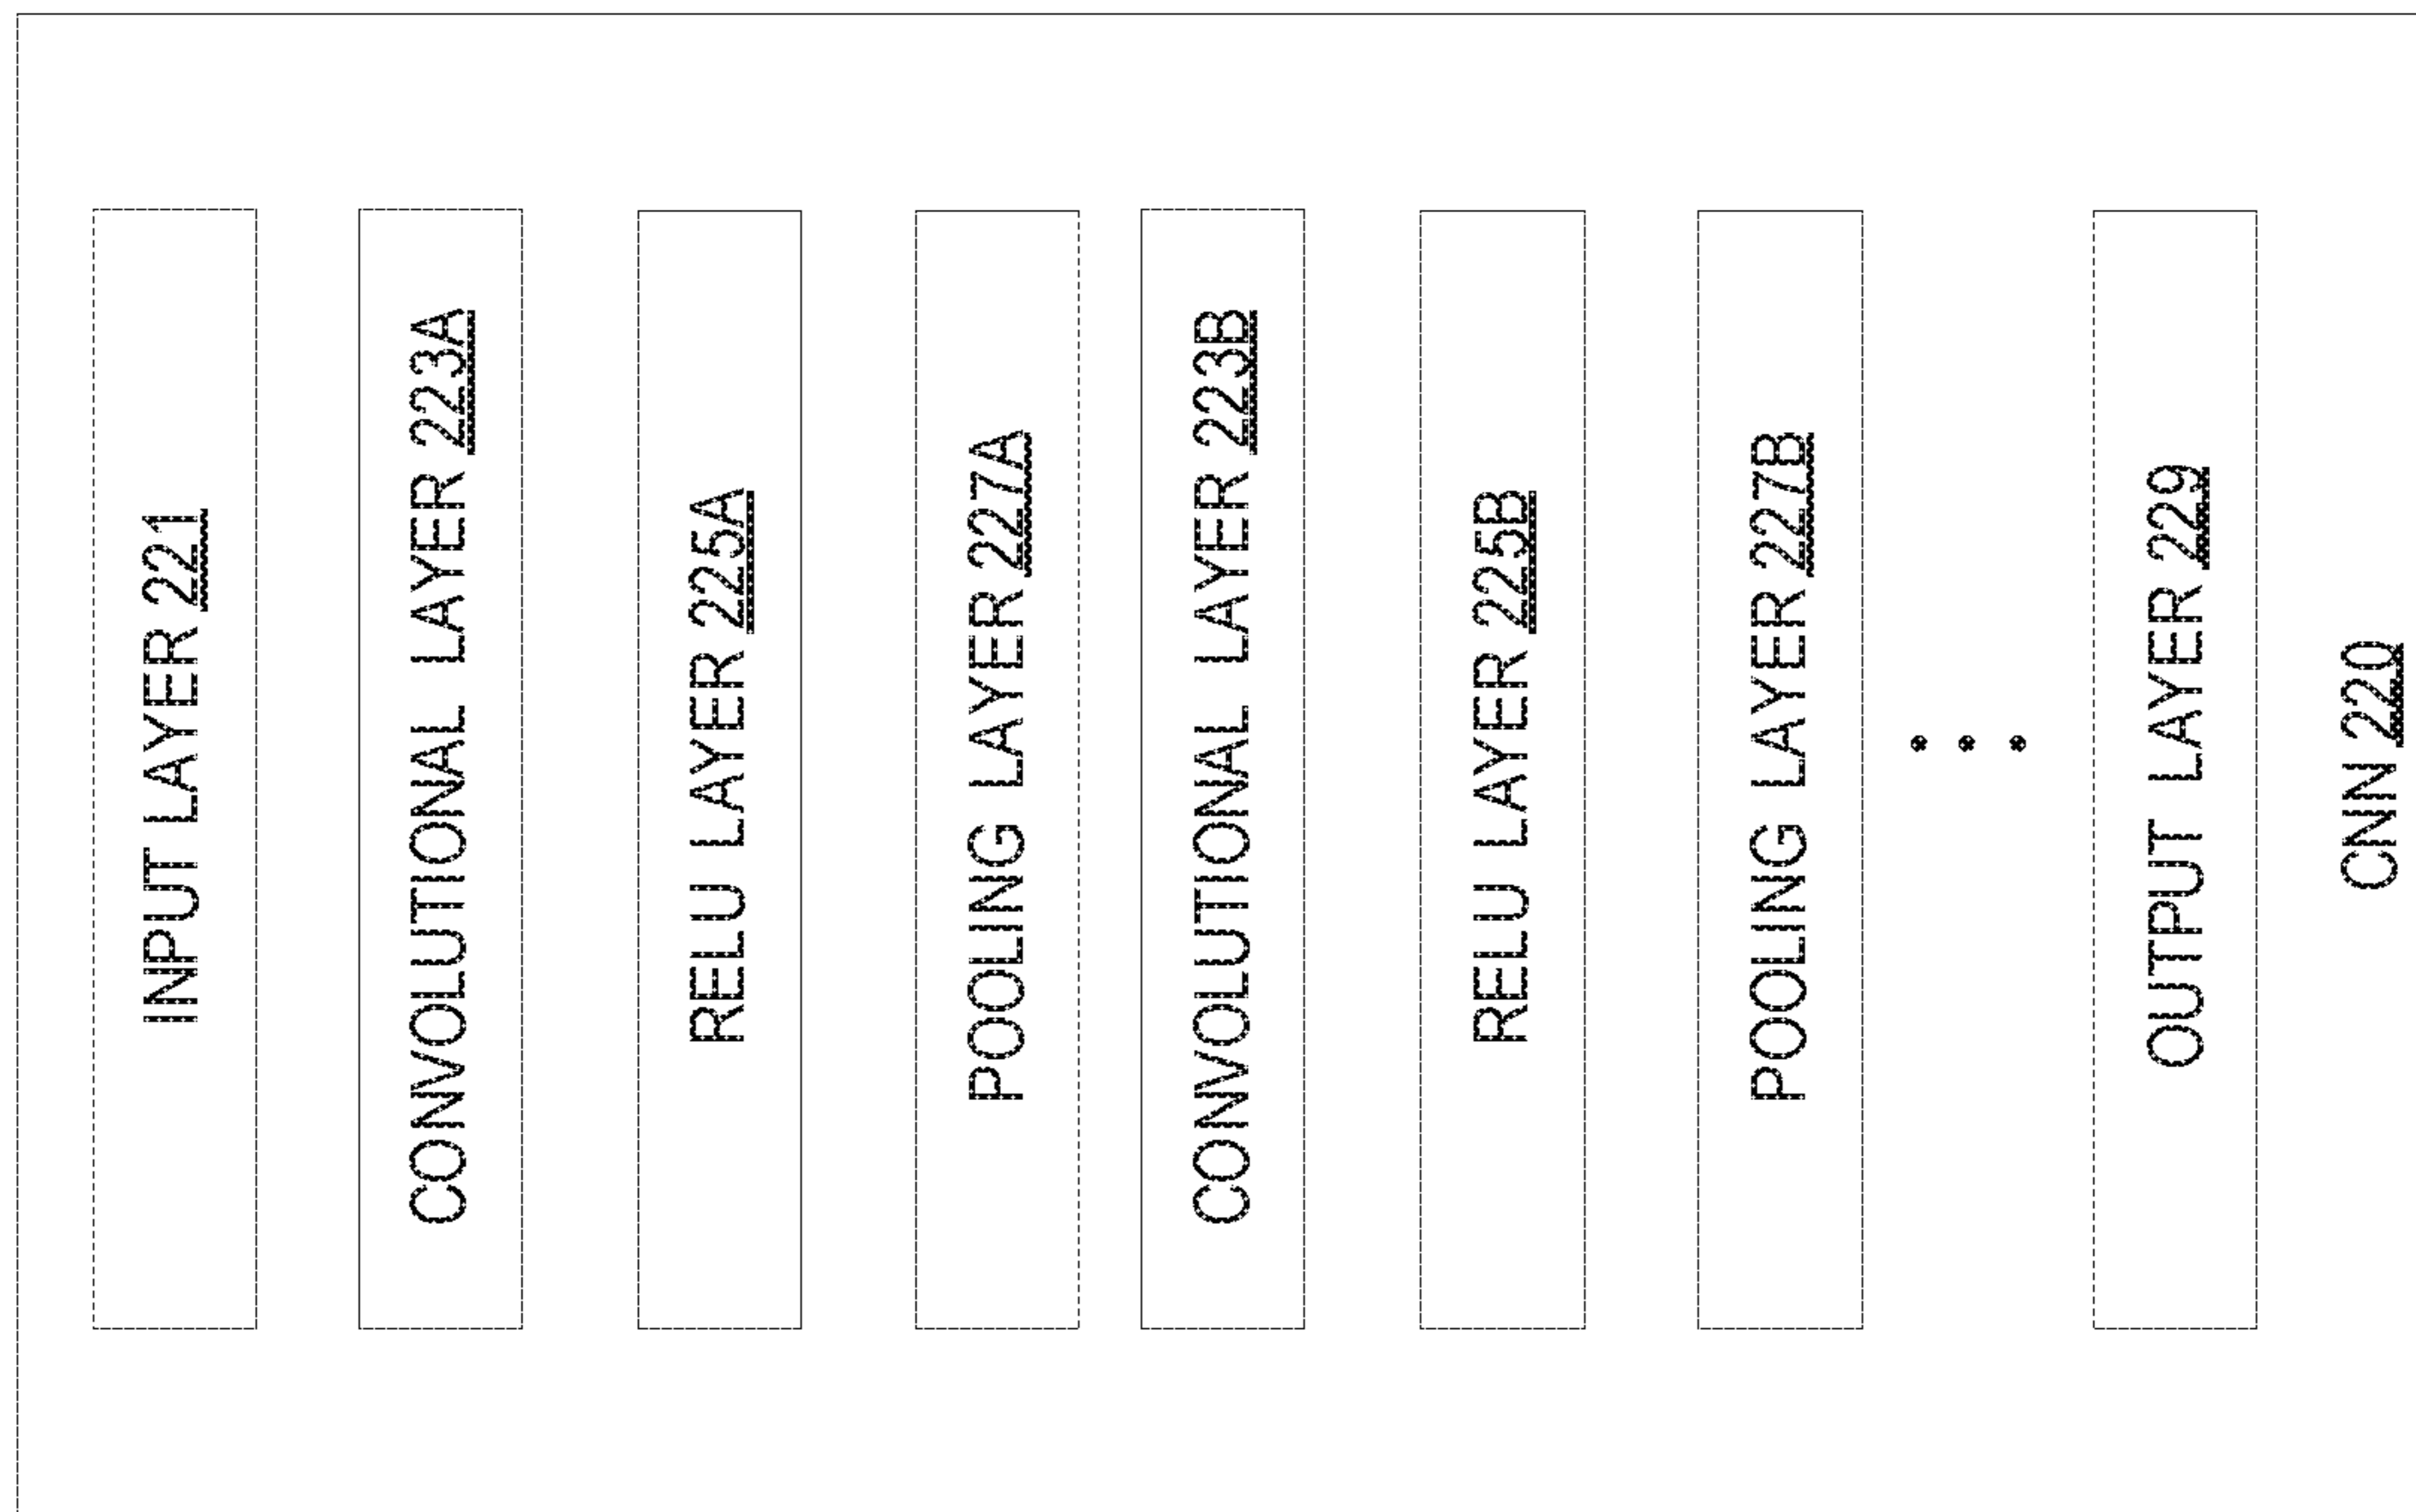 INPUT LAYER 221
CONVOLUTIONAL LAYER 223A
RELU LAYER 225A
POOLING LAYER 227A
CONVOLUTIONAL LAYER 223B
RELU LAYER 225B
POOLING LAYER 227B
OUTPUT LAYER 229
CNN 220